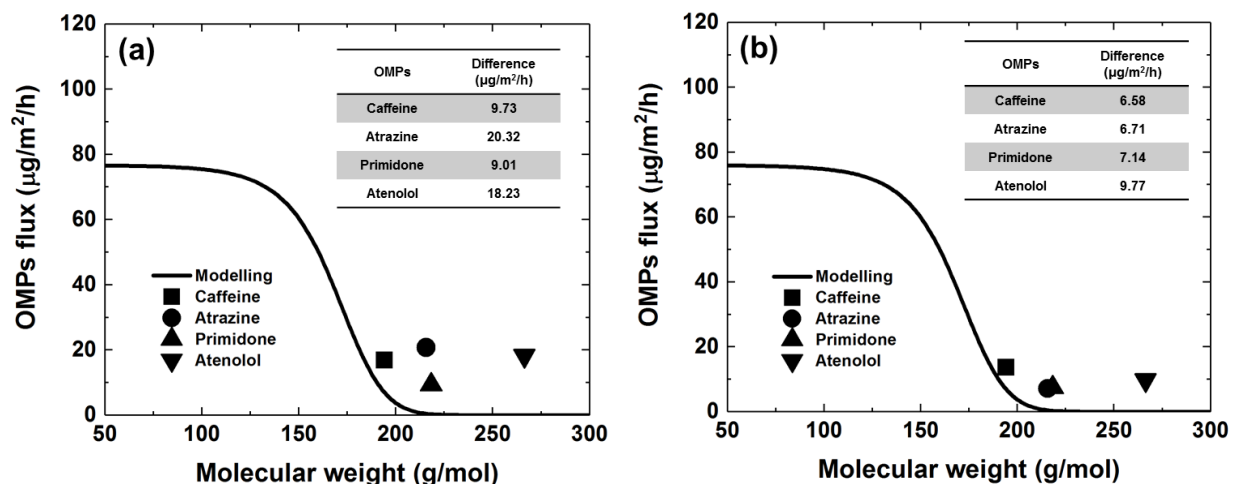 (a)
OMPs flux (µg/m²/h)
120
100
80
60
40
20
0
50 100 150 200 250 300
Molecular weight (g/mol)
OMPs Difference (µg/m²/h)
Caffeine 9.73
Atrazine 20.32
Primidone 9.01
Atenolol 18.23
Modelling
Caffeine
Atrazine
Primidone
Atenolol
(b)
OMPs flux (µg/m²/h)
120
100
80
60
40
20
0
50 100 150 200 250 300
Molecular weight (g/mol)
OMPs Difference (µg/m²/h)
Caffeine 6.58
Atrazine 6.71
Primidone 7.14
Atenolol 9.77
Modelling
Caffeine
Atrazine
Primidone
Atenolol